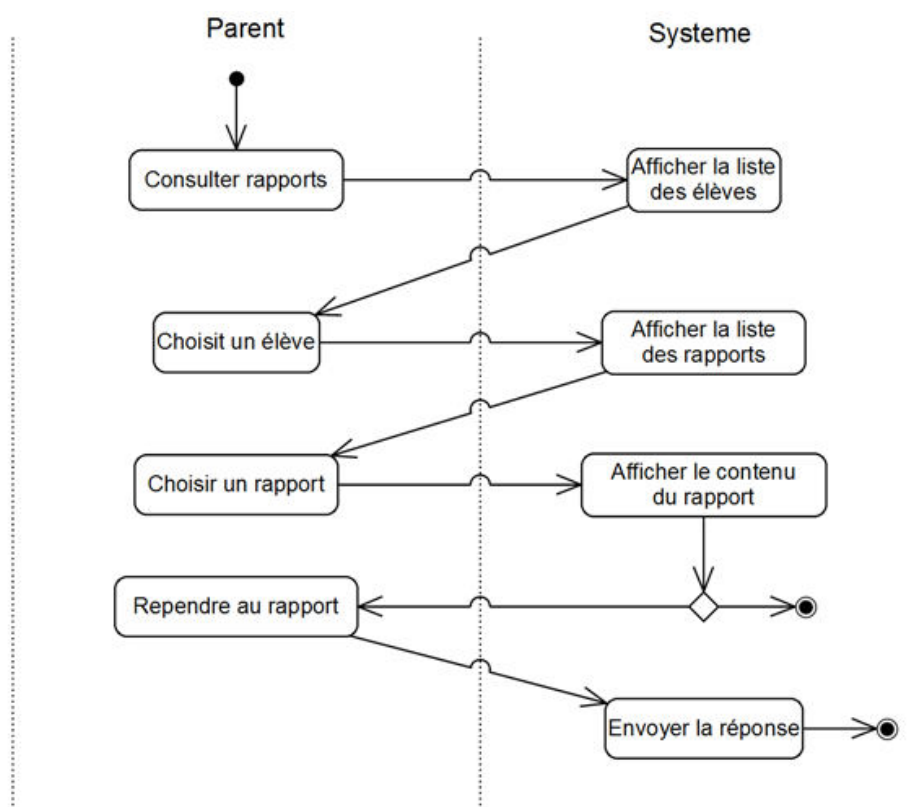 Parent
Systeme
Consulter rapports
Afficher la liste
des élèves
Choisit un élève
Afficher la liste
des rapports
Choisir un rapport
Afficher le contenu
du rapport
Rependre au rapport
Envoyer la réponse